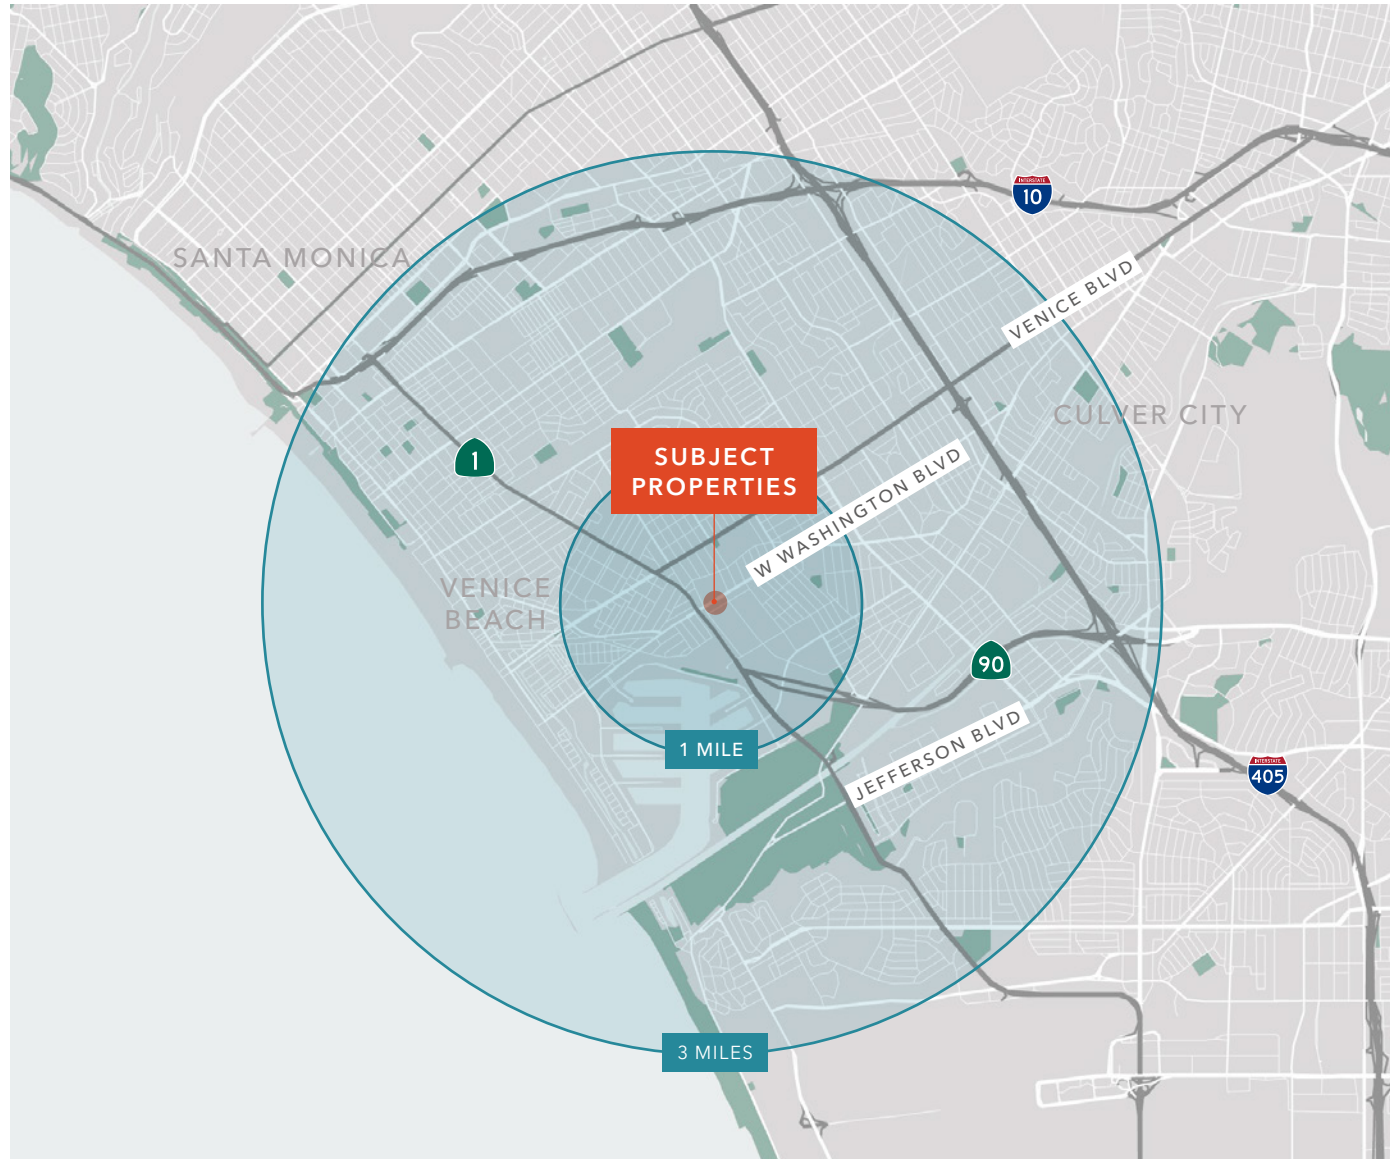 INTERSTATE
10
SANTA MONICA
VENICE BLVD
CULVER CITY
1
SUBJECT
PROPERTIES
W WASHINGTON BLVD
VENICE
BEACH
90
JEFFERSON BLVD
1 MILE
INTERSTATE
405
3 MILES